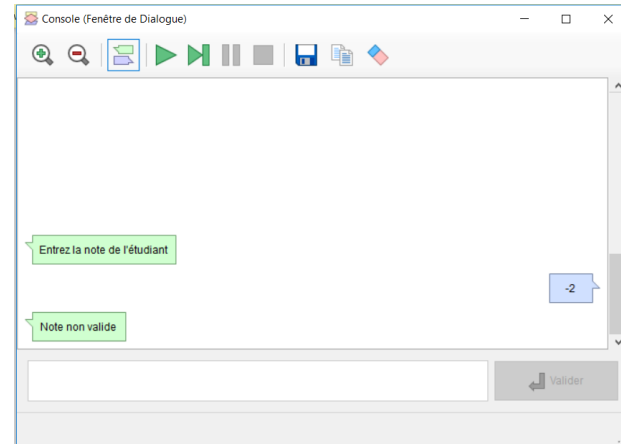 Console (Fenêtre de Dialogue)
Entrez la note de l'étudiant
-2
Note non valide
Valider